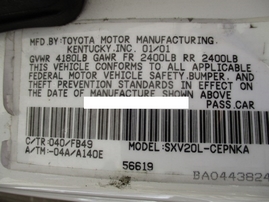 MFD. BY: TOYOTA MOTOR MANUFACTURING,
KENTUCKY, INC. 01/01
GVWR 4180LB GAWR FR 2400LB RR 2400LB
THIS VEHICLE CONFORMS TO ALL
APPLICABLE FEDERAL MOTOR VEHICLE SAFETY, BUMPER, AND
THEFT PREVENTION STANDARDS IN EFFECT
ON THE DATE OF MANUFACTURE SHOWN ABOVE
PASS.CAR
C/TR:040/FB49 MODEL: SXV20L-CEPNKA
A/TM:-04A/A140E
56619
BA0443824